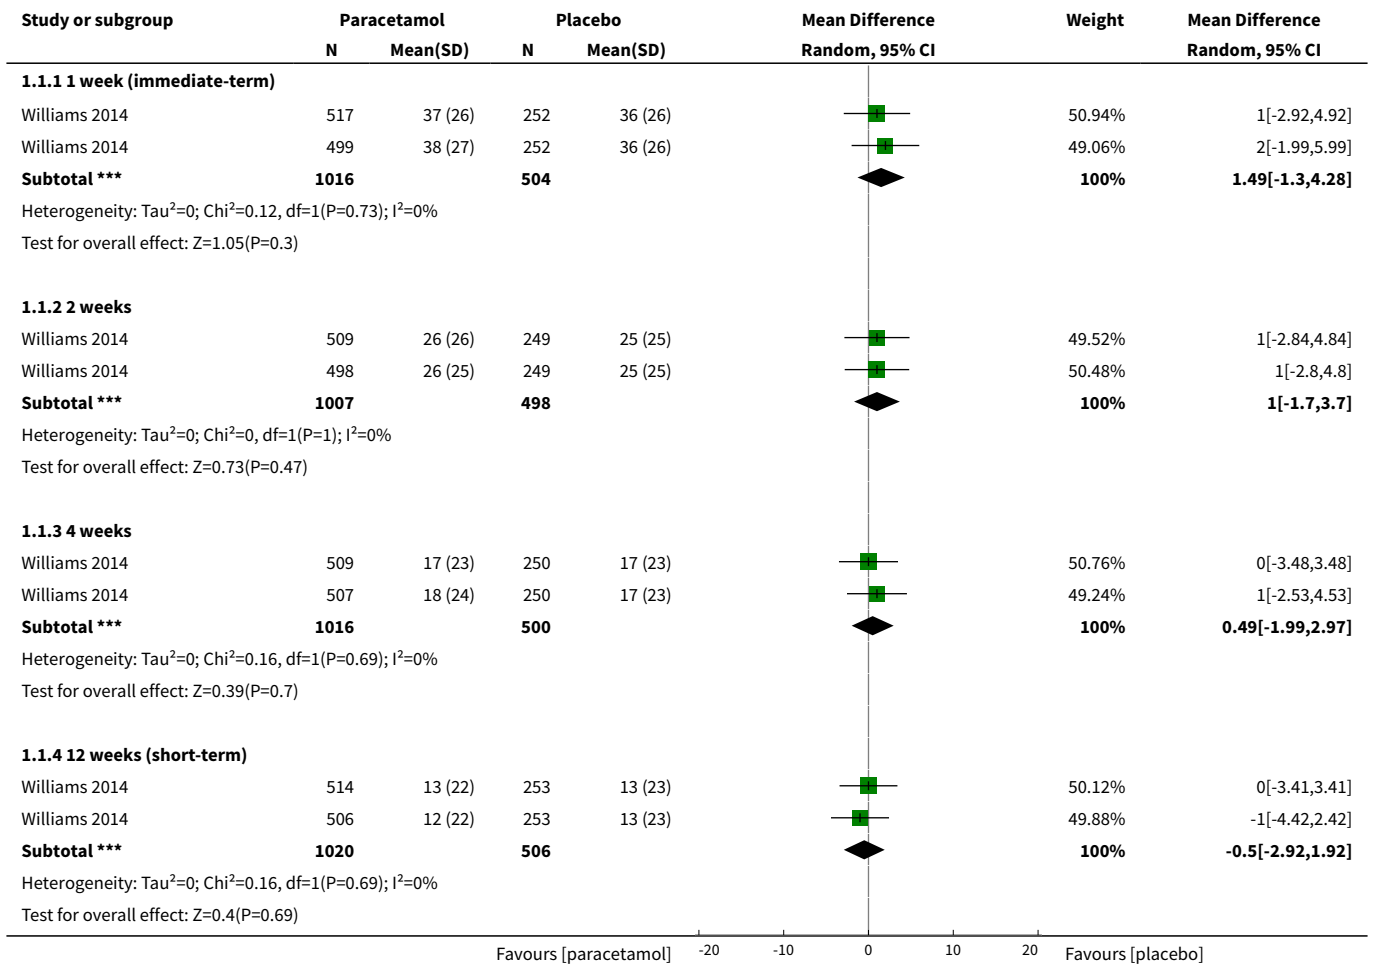 Study or subgroup Paracetamol Placebo Mean Difference Weight Mean Difference
N Mean(SD) N Mean(SD) Random, 95% CI Random, 95% CI
1.1.1 1 week (immediate-term)
Williams 2014 517 37 (26) 252 36 (26) 50.94% 1[-2.92,4.92]
Williams 2014 499 38 (27) 252 36 (26) 49.06% 2[-1.99,5.99]
Subtotal *** 1016 504 100% 1.49[-1.3,4.28]
Heterogeneity: Tau²=0; Chi²=0.12, df=1(P=0.73); I²=0%
Test for overall effect: Z=1.05(P=0.3)
1.1.2 2 weeks
Williams 2014 509 26 (26) 249 25 (25) 49.52% 1[-2.84,4.84]
Williams 2014 498 26 (25) 249 25 (25) 50.48% 1[-2.8,4.8]
Subtotal *** 1007 498 100% 1[-1.7,3.7]
Heterogeneity: Tau²=0; Chi²=0, df=1(P=1); I²=0%
Test for overall effect: Z=0.73(P=0.47)
1.1.3 4 weeks
Williams 2014 509 17 (23) 250 17 (23) 50.76% 0[-3.48,3.48]
Williams 2014 507 18 (24) 250 17 (23) 49.24% 1[-2.53,4.53]
Subtotal *** 1016 500 100% 0.49[-1.99,2.97]
Heterogeneity: Tau²=0; Chi²=0.16, df=1(P=0.69); I²=0%
Test for overall effect: Z=0.39(P=0.7)
1.1.4 12 weeks (short-term)
Williams 2014 514 13 (22) 253 13 (23) 50.12% 0[-3.41,3.41]
Williams 2014 506 12 (22) 253 13 (23) 49.88% -1[-4.42,2.42]
Subtotal *** 1020 506 100% -0.5[-2.92,1.92]
Heterogeneity: Tau²=0; Chi²=0.16, df=1(P=0.69); I²=0%
Test for overall effect: Z=0.4(P=0.69)
Favours [paracetamol] -20 -10 0 10 20 Favours [placebo]